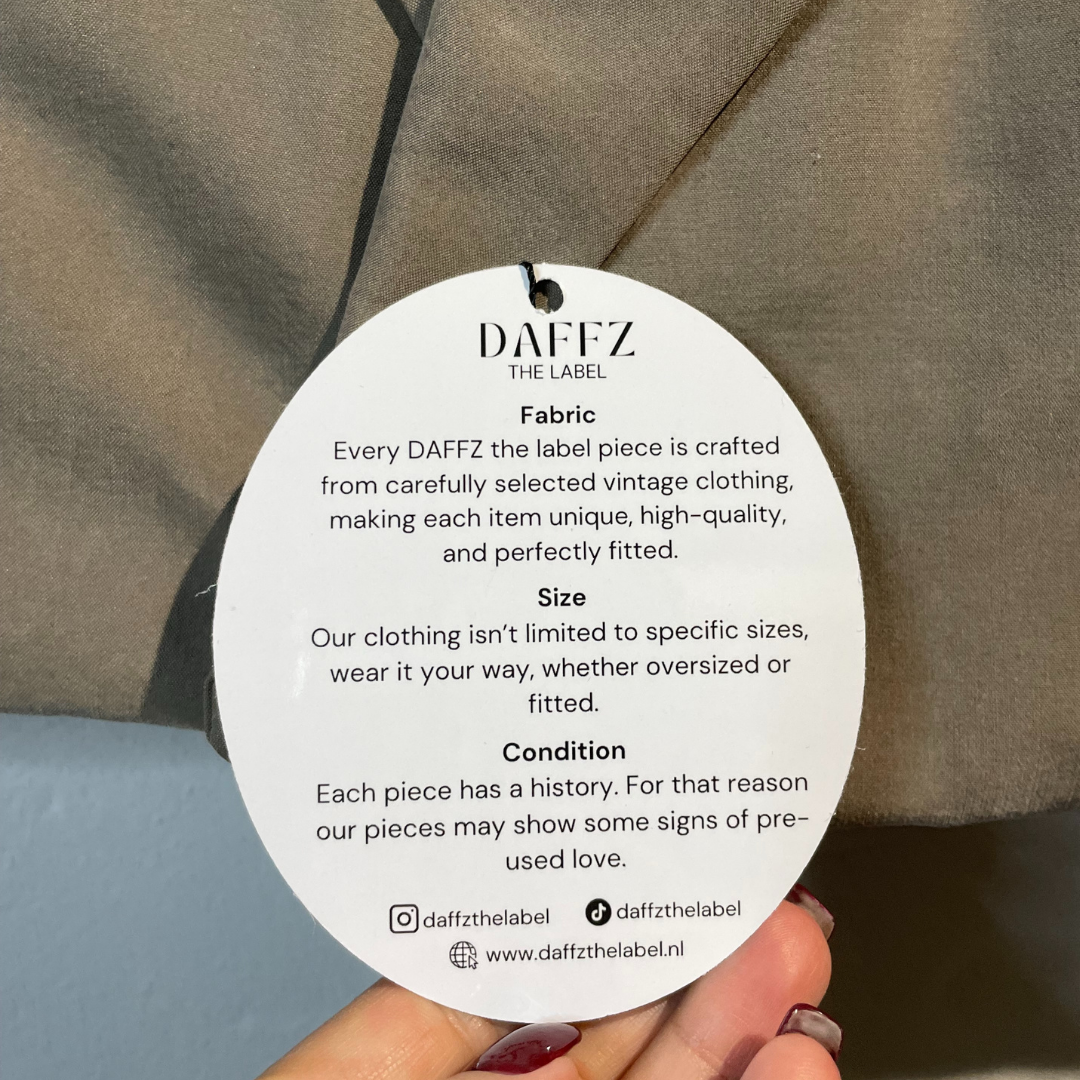 DAFFZ
THE LABEL
Fabric
Every DAFFZ the label piece is crafted
from carefully selected vintage clothing,
making each item unique, high-quality,
and perfectly fitted.
Size
Our clothing isn't limited to specific sizes,
wear it your way, whether oversized or
fitted.
Condition
Each piece has a history. For that reason
our pieces may show some signs of pre-
used love.
daffzthelabel daffzthelabel
www.daffzthelabel.nl